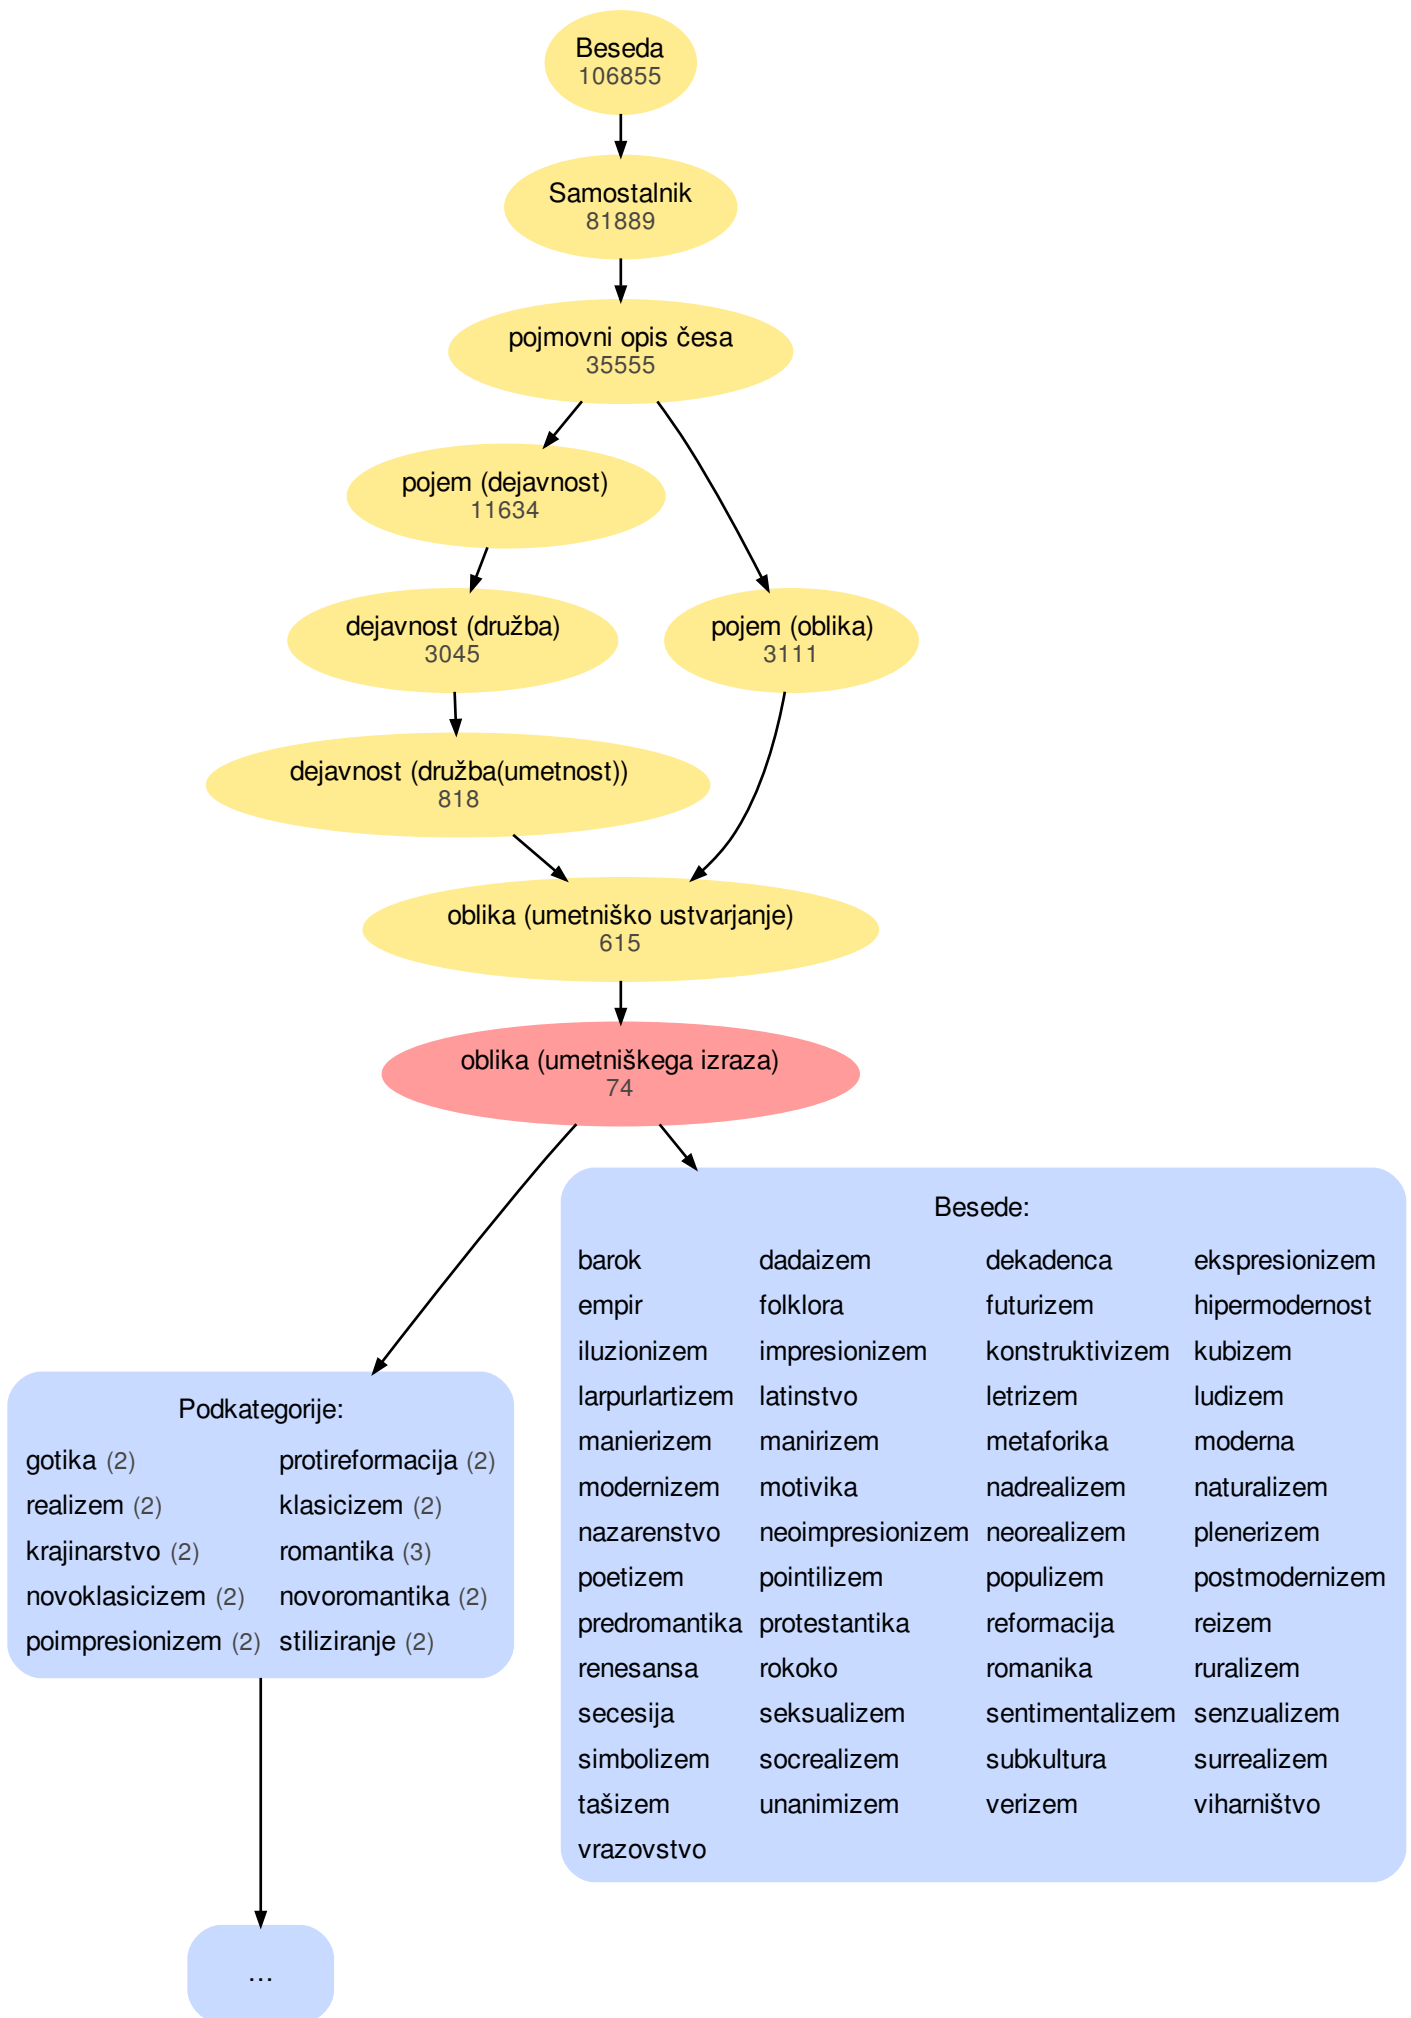 Beseda
106855
Samostalnik
81889
pojmovni opis česa
35555
pojem (dejavnost)
11634
dejavnost (družba)
3045
pojem (oblika)
3111
dejavnost (družba(umetnost))
818
oblika (umetniško ustvarjanje)
615
oblika (umetniškega izraza)
74
Besede:
barok dadaizem dekadenca ekspresionizem
empir folklora futurizem hipermodernost
iluzionizem impresionizem konstruktivizem kubizem
larpurlartizem latinstvo letrizem ludizem
manierizem manirizem metaforika moderna
modernizem motivika nadrealizem naturalizem
nazarenstvo neoimpresionizem neorealizem plenerizem
poetizem pointilizem populizem postmodernizem
predromantika protestantika reformacija reizem
renesansa rokoko romanika ruralizem
secesija seksualizem sentimentalizem senzualizem
simbolizem socrealizem subkultura surrealizem
tašizem unanimizem verizem viharništvo
vrazovstvo
Podkategorije:
gotika (2) protireformacija (2)
realizem (2) klasicizem (2)
krajinarstvo (2) romantika (3)
novoklasicizem (2) novoromantika (2)
poimpresionizem (2) stiliziranje (2)
...